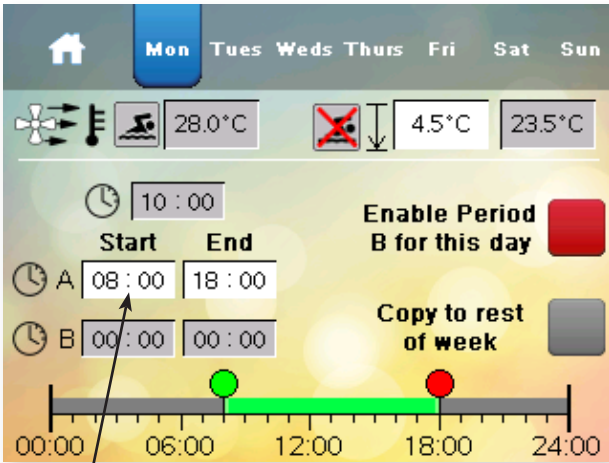 Mon Tues Weds Thurs Fri Sat Sun
28.0°C 4.5°C 23.5°C
10 : 00
Enable Period
B for this day
Start End
A 08 : 00 18 : 00
Copy to rest
of week
B 00 : 00 00 : 00
00:00 06:00 12:00 18:00 24:00